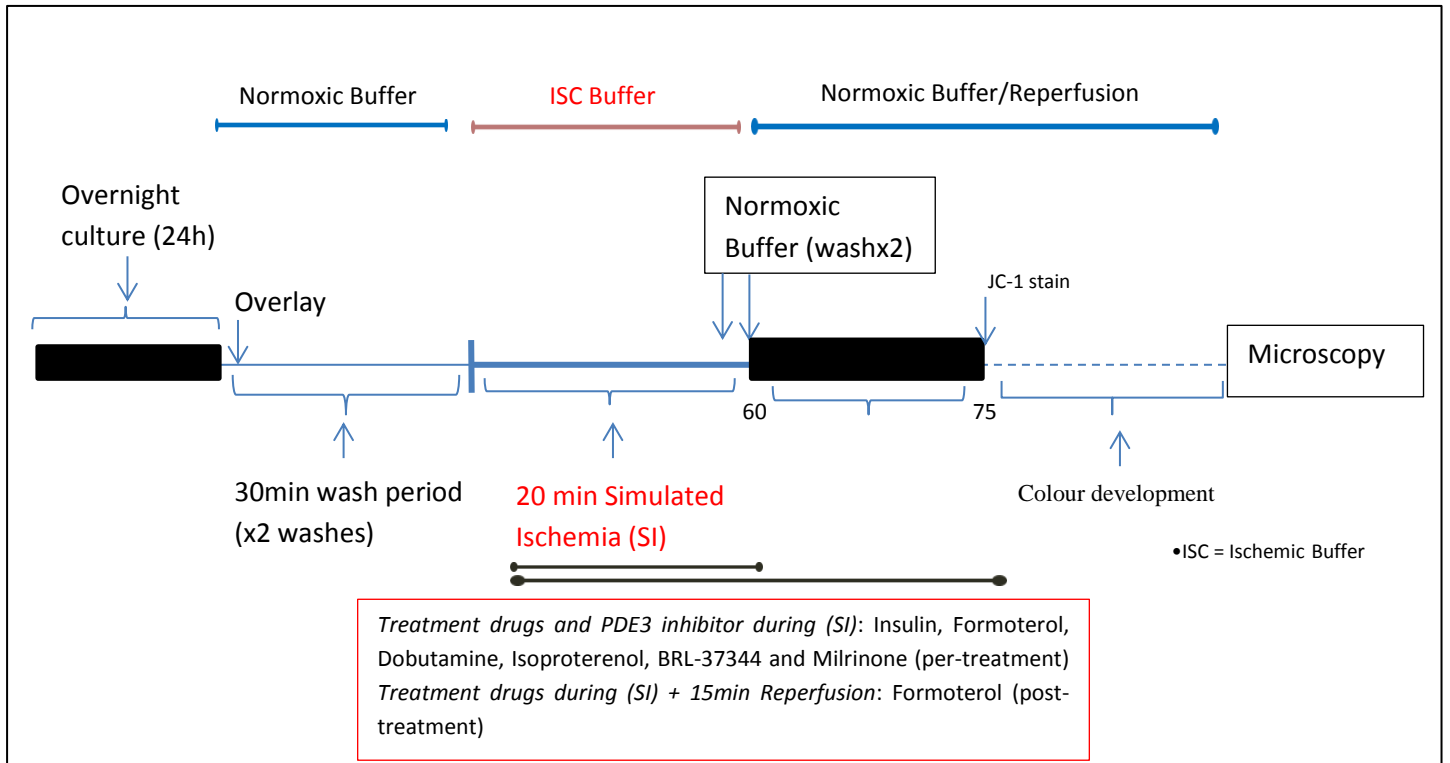 Normoxic Buffer
ISC Buffer
Normoxic Buffer/Reperfusion
Overnight
culture (24h)
Overlay
Normoxic
Buffer (washx2)
JC-1 stain
Microscopy
60
75
30min wash period
(x2 washes)
20 min Simulated
Ischemia (SI)
Colour development
•ISC = Ischemic Buffer
Treatment drugs and PDE3 inhibitor during (SI): Insulin, Formoterol,
Dobutamine, Isoproterenol, BRL-37344 and Milrinone (per-treatment)
Treatment drugs during (SI) + 15min Reperfusion: Formoterol (post-
treatment)